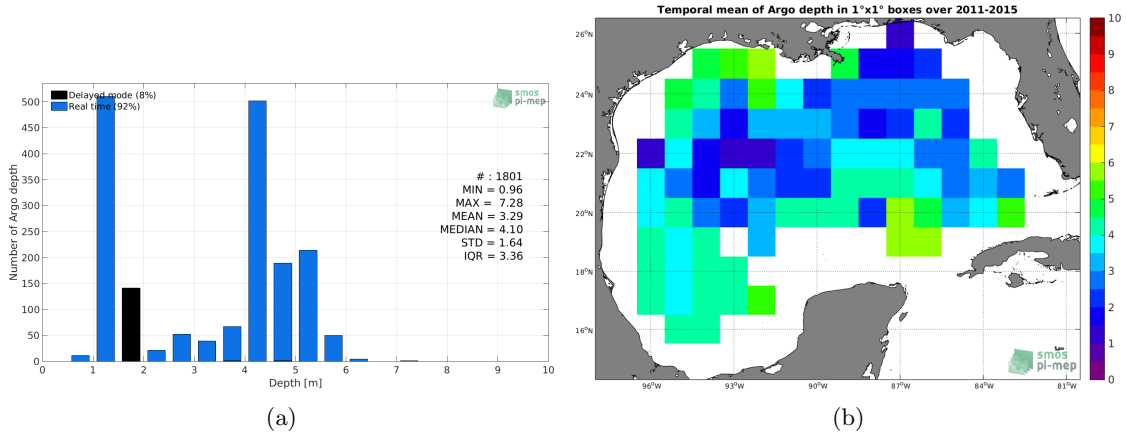 Delayed mode (8%)
Real time (92%)
smos
pi-mep
# : 1801
MIN = 0.96
MAX = 7.28
MEAN = 3.29
MEDIAN = 4.10
STD = 1.64
IQR = 3.36
Number of Argo depth
500
450
400
350
300
250
200
150
100
50
0
0 1 2 3 4 5 6 7 8 9 10
Depth [m]
(a)
Temporal mean of Argo depth in 1°x1° boxes over 2011-2015
26°N
24°N
22°N
20°N
18°N
16°N
96°W 93°W 90°W 87°W 84°W 81°W
smos
pi-mep
10
9
8
7
6
5
4
3
2
1
0
(b)